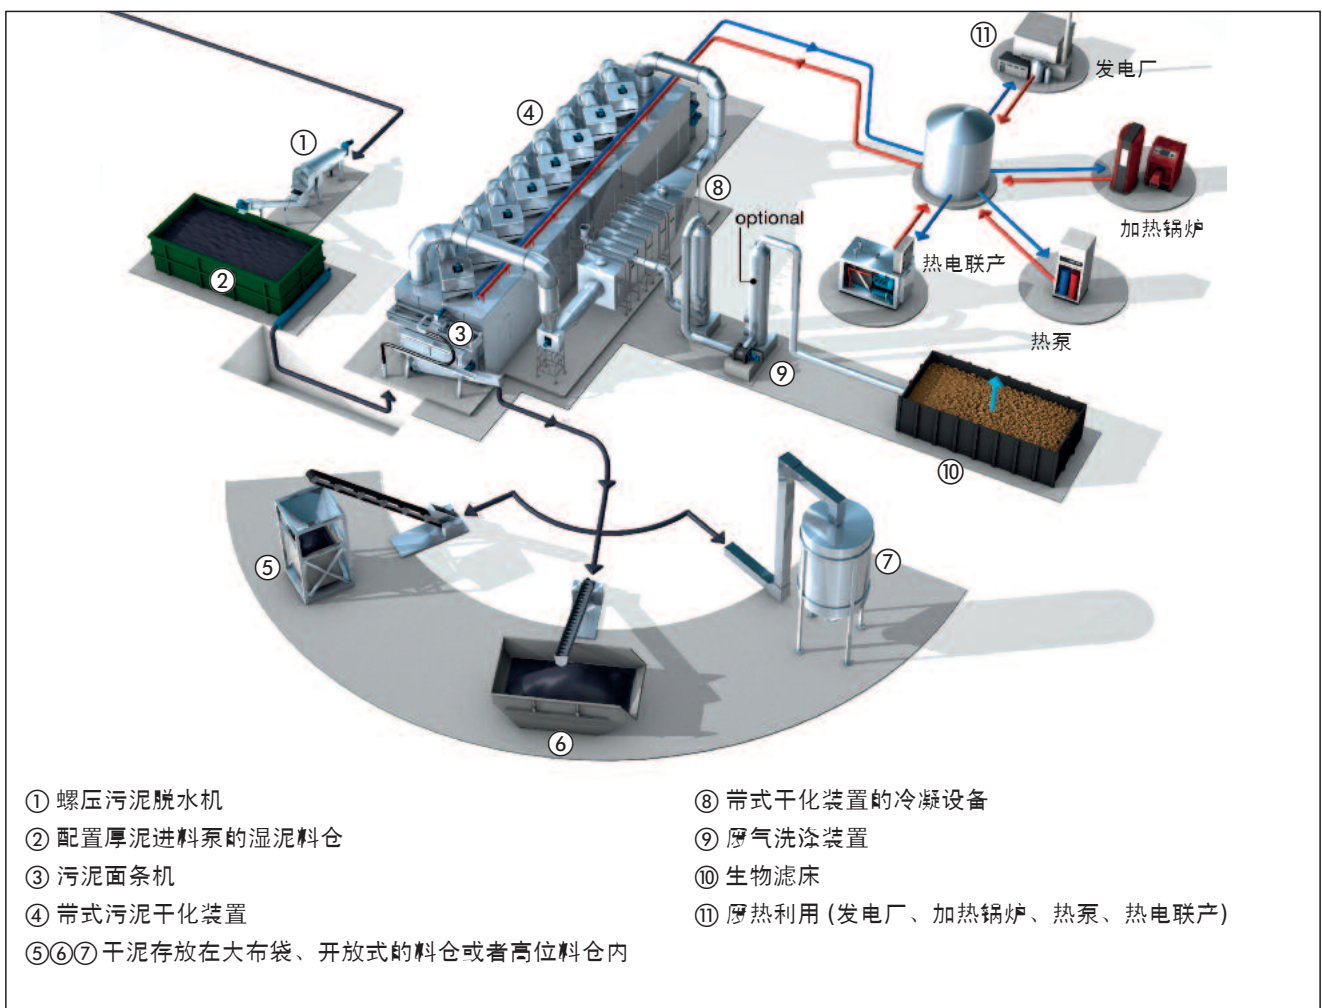 ⑪
发电厂
④
①
⑧
optional
加热锅炉
热电联产
②
③
热泵
⑨
⑩
⑤
⑦
⑥
① 螺压污泥脱水机
② 配置厚泥进料泵的湿泥料仓
③ 污泥面条机
④ 带式污泥干化装置
⑤⑥⑦ 干泥存放在大布袋、开放式的料仓或者高位料仓内
⑧ 带式干化装置的冷凝设备
⑨ 废气洗涤装置
⑩ 生物滤床
⑪ 废热利用 (发电厂、加热锅炉、热泵、热电联产)